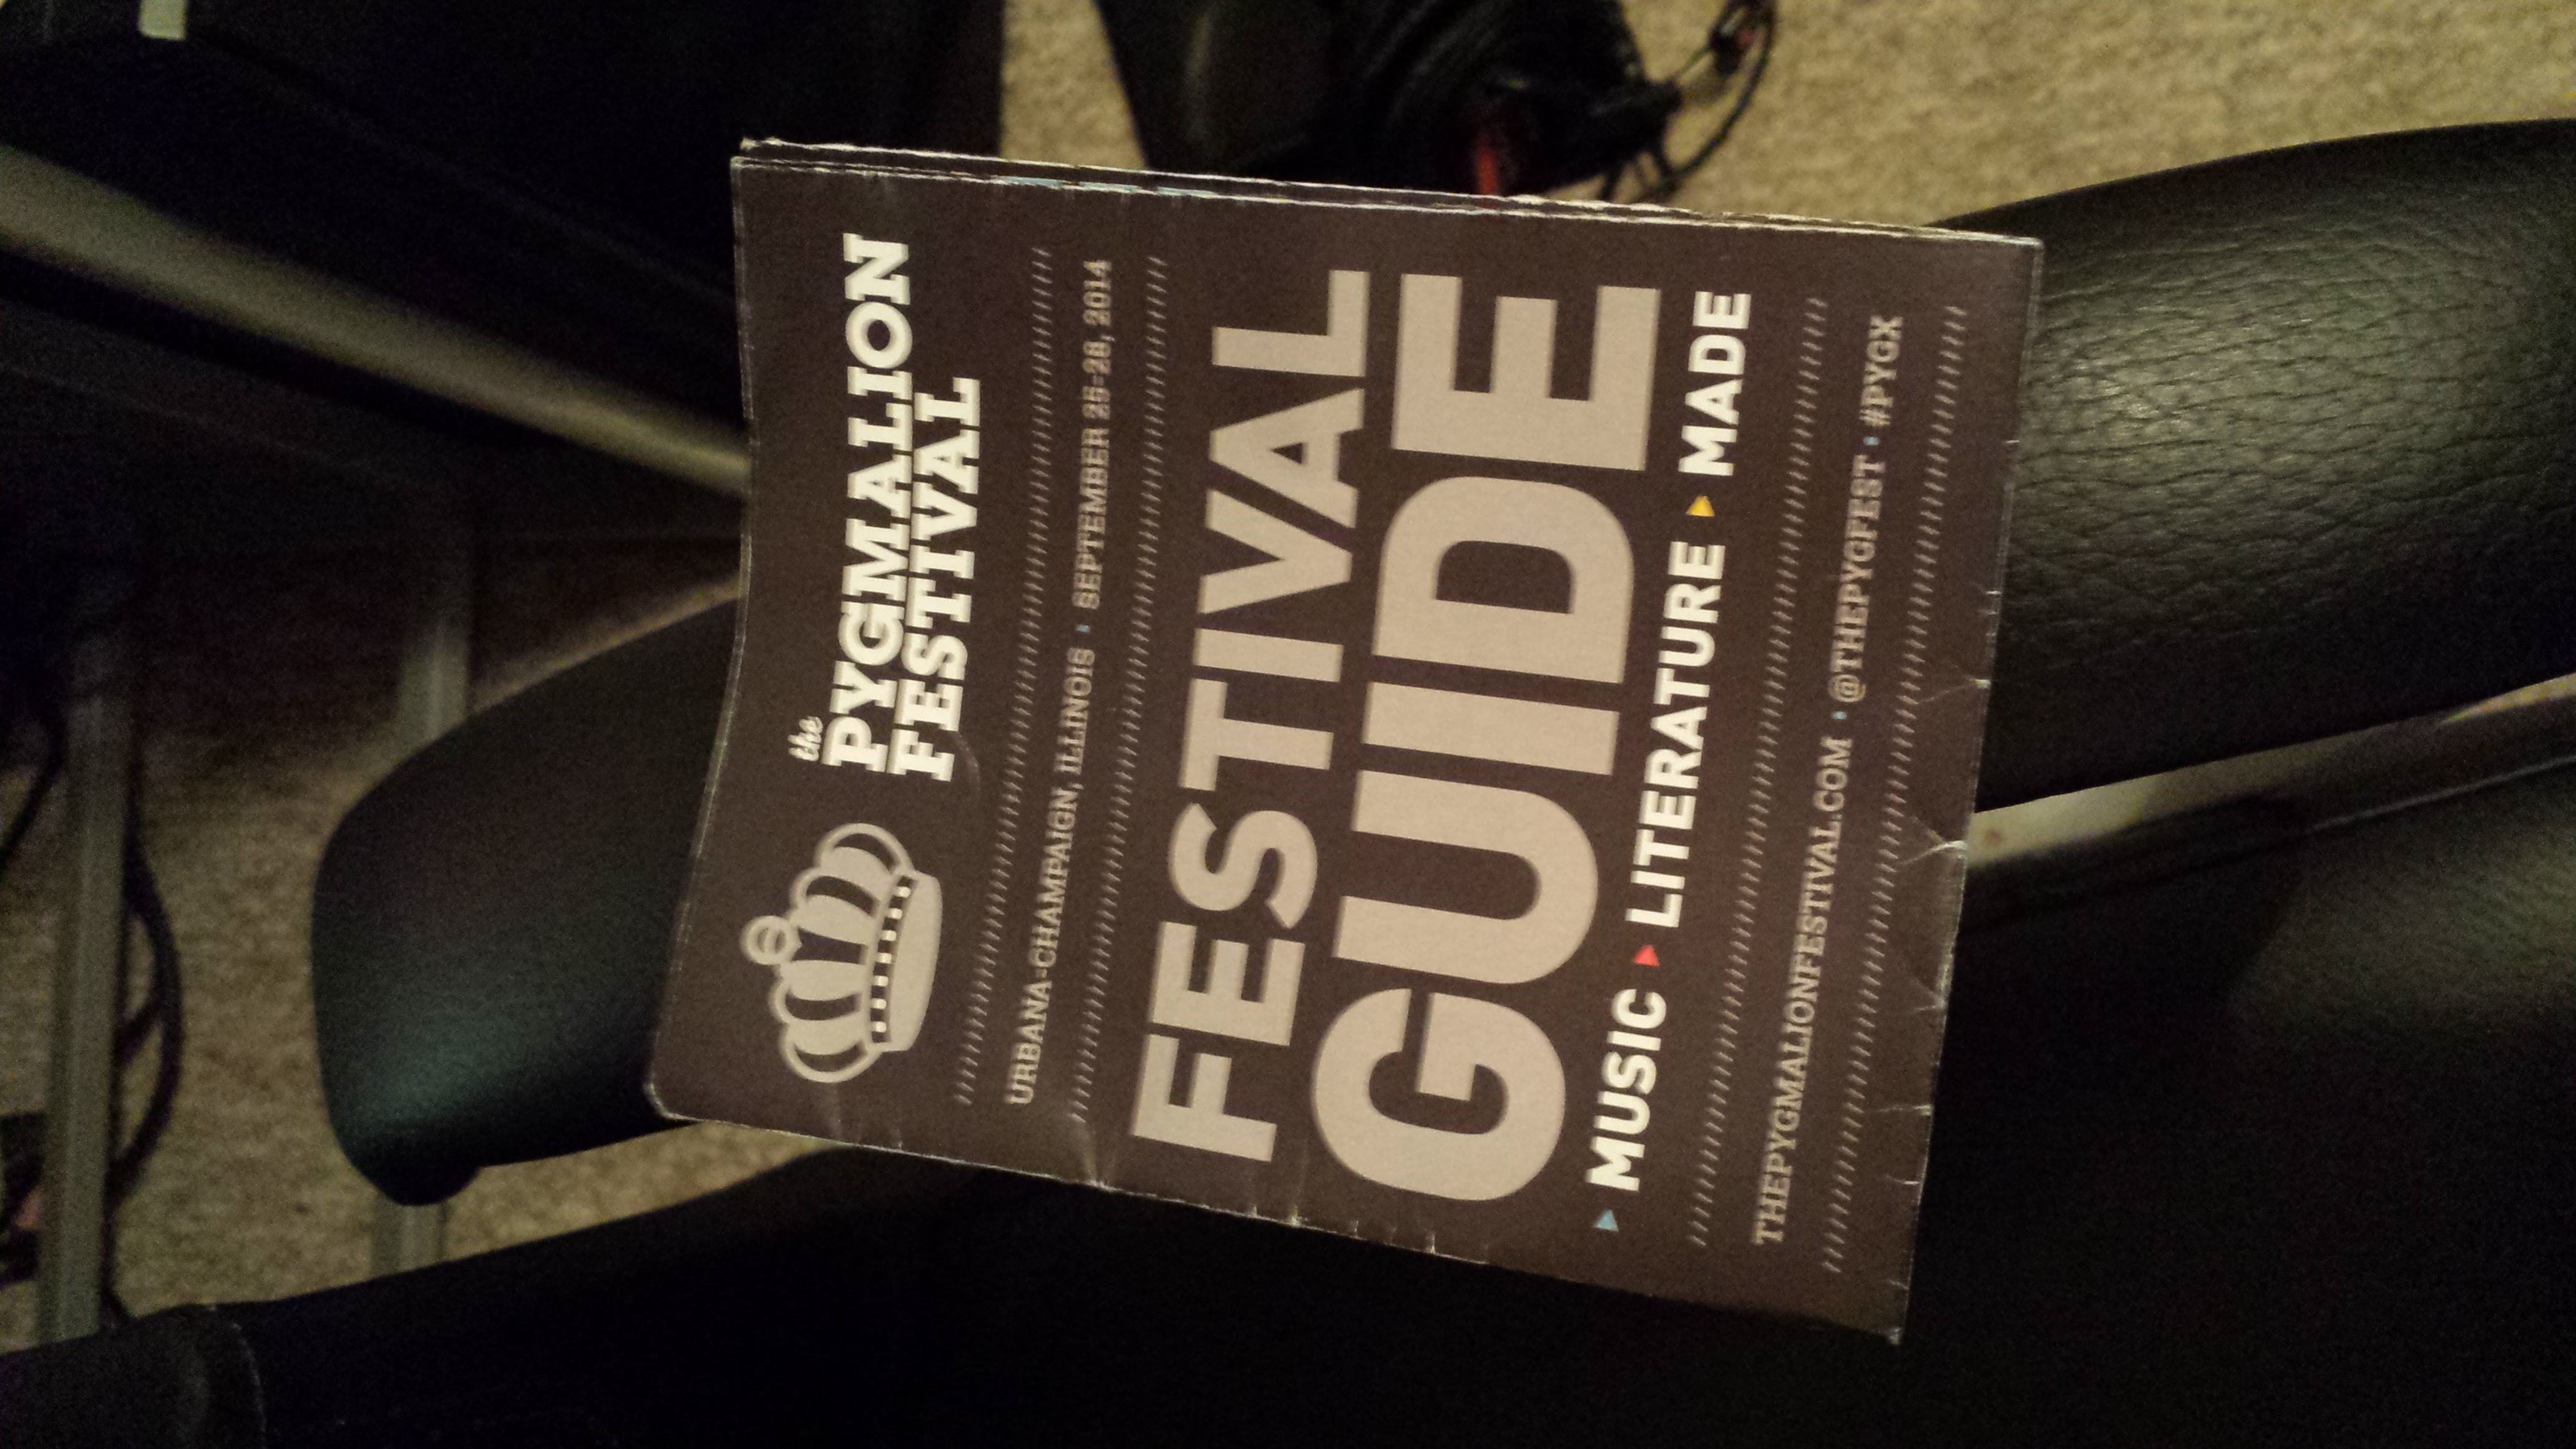 the
PYGMALION
FESTIVAL
URBANA-CHAMPAIGN, ILLINOIS · SEPTEMBER 25-28, 2014
FESTIVAL
GUIDE
▸ MUSIC ▸ LITERATURE ▸ MADE
THEPYGMALIONFESTIVAL.COM · @THEPYGFEST · #PYGX